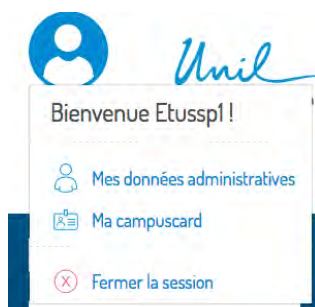 Unil
Bienvenue Etussp1 !
Mes données administratives
Ma campuscard
Fermer la session